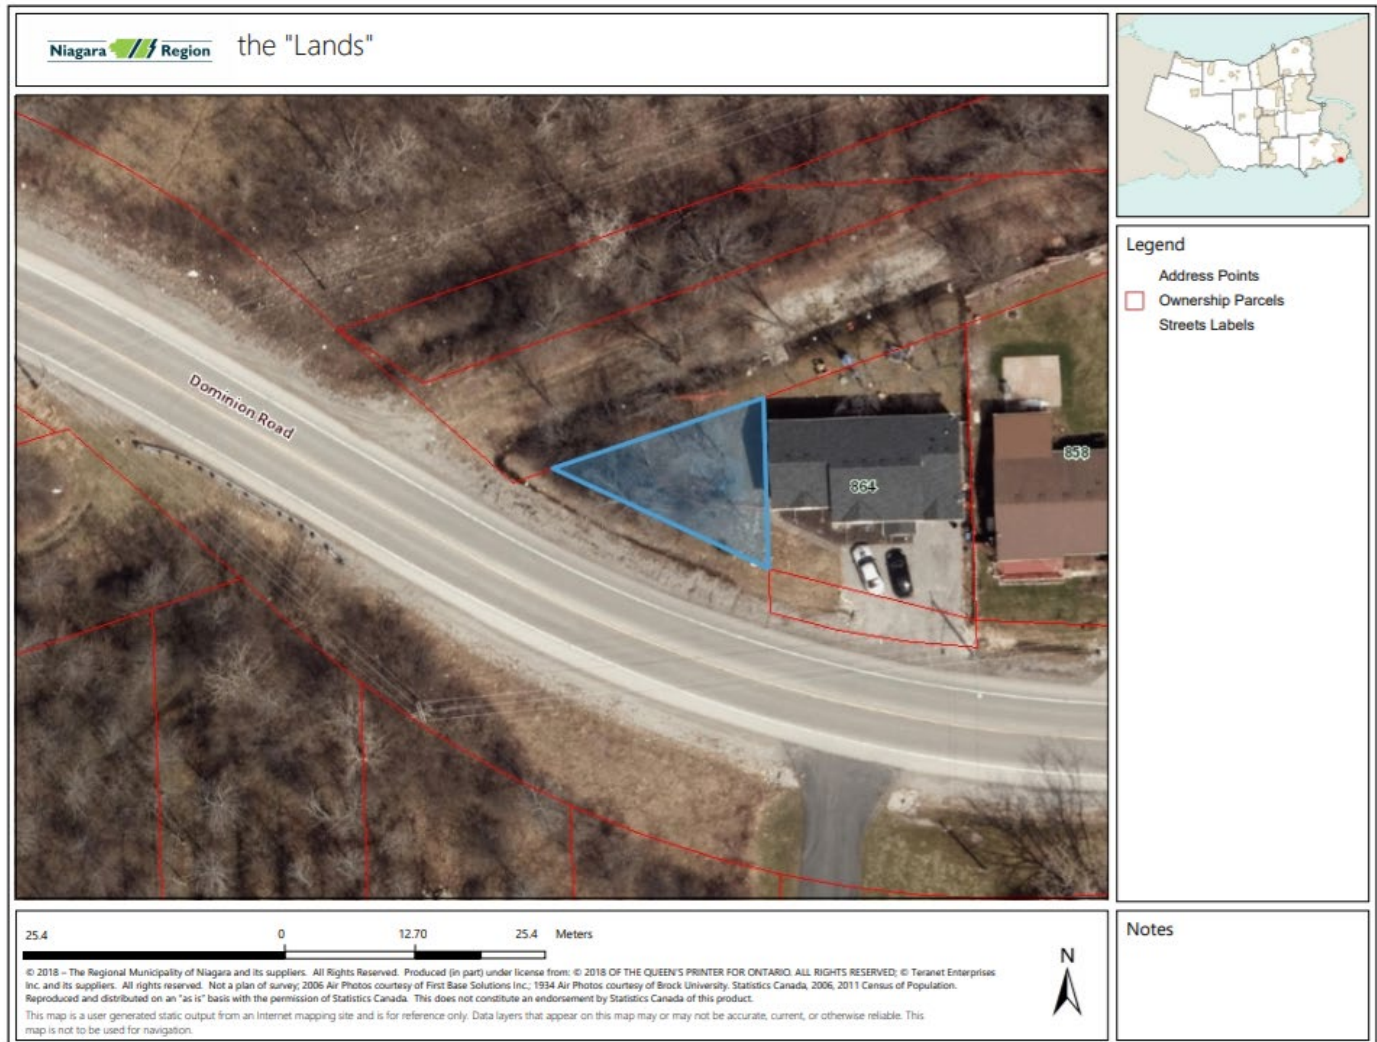 Niagara Region
the "Lands"
Legend
Address Points
Ownership Parcels
Streets Labels
Dominion Road
864
858
25.4 0 12.70 25.4 Meters
© 2018 – The Regional Municipality of Niagara and its suppliers. All Rights Reserved. Produced (in part) under license from: © 2018 OF THE QUEEN'S PRINTER FOR ONTARIO. ALL RIGHTS RESERVED; © Teranet Enterprises
Inc. and its suppliers. All rights reserved. Not a plan of survey; 2006 Air Photos courtesy of First Base Solutions Inc.; 1934 Air Photos courtesy of Brock University. Statistics Canada, 2006, 2011 Census of Population.
Reproduced and distributed on an "as is" basis with the permission of Statistics Canada. This does not constitute an endorsement by Statistics Canada of this product.
This map is a user generated static output from an Internet mapping site and is for reference only. Data layers that appear on this map may or may not be accurate, current, or otherwise reliable. This
map is not to be used for navigation.
N
Notes